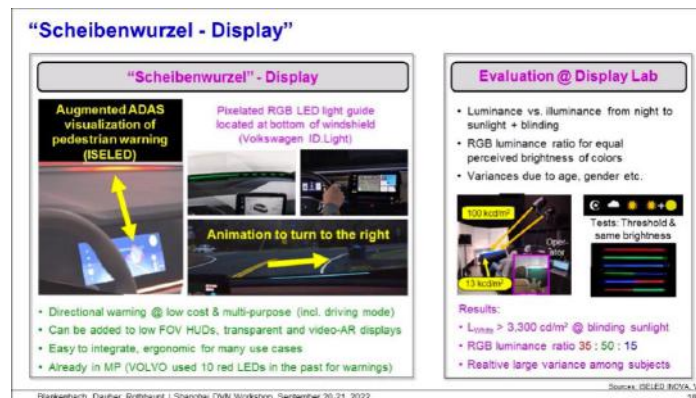 “Scheibenwurzel - Display”
“Scheibenwurzel” - Display
Augmented ADAS
visualization of
pedestrian warning
(ISELED)
Pixelated RGB LED light guide
located at bottom of windshield
(Volkswagen ID.Light)
Animation to turn to the right
• Directional warning @ low cost & multi-purpose (incl. driving mode)
• Can be added to low FOV HUDs, transparent and video-AR displays
• Easy to integrate, ergonomic for many use cases
• Already in MP (VOLVO used 10 red LEDs in the past for warnings)
Evaluation @ Display Lab
• Luminance vs. illuminance from night to
sunlight + blinding
• RGB luminance ratio for equal
perceived brightness of colors
• Variances due to age, gender etc.
100 kcd/m²
Oper-
ator
13 kcd/m²
Tests: Threshold
& same brightness
Results:
• LWhite > 3,300 cd/m² @ blinding sunlight
• RGB luminance ratio 35 : 50 : 15
• Realtive large variance among subjects
Sources: ISELED, INOVA,
Blankenbach, Dauber, Rothhaupt | Shanghai DVN Workshop, September 20-21, 2022